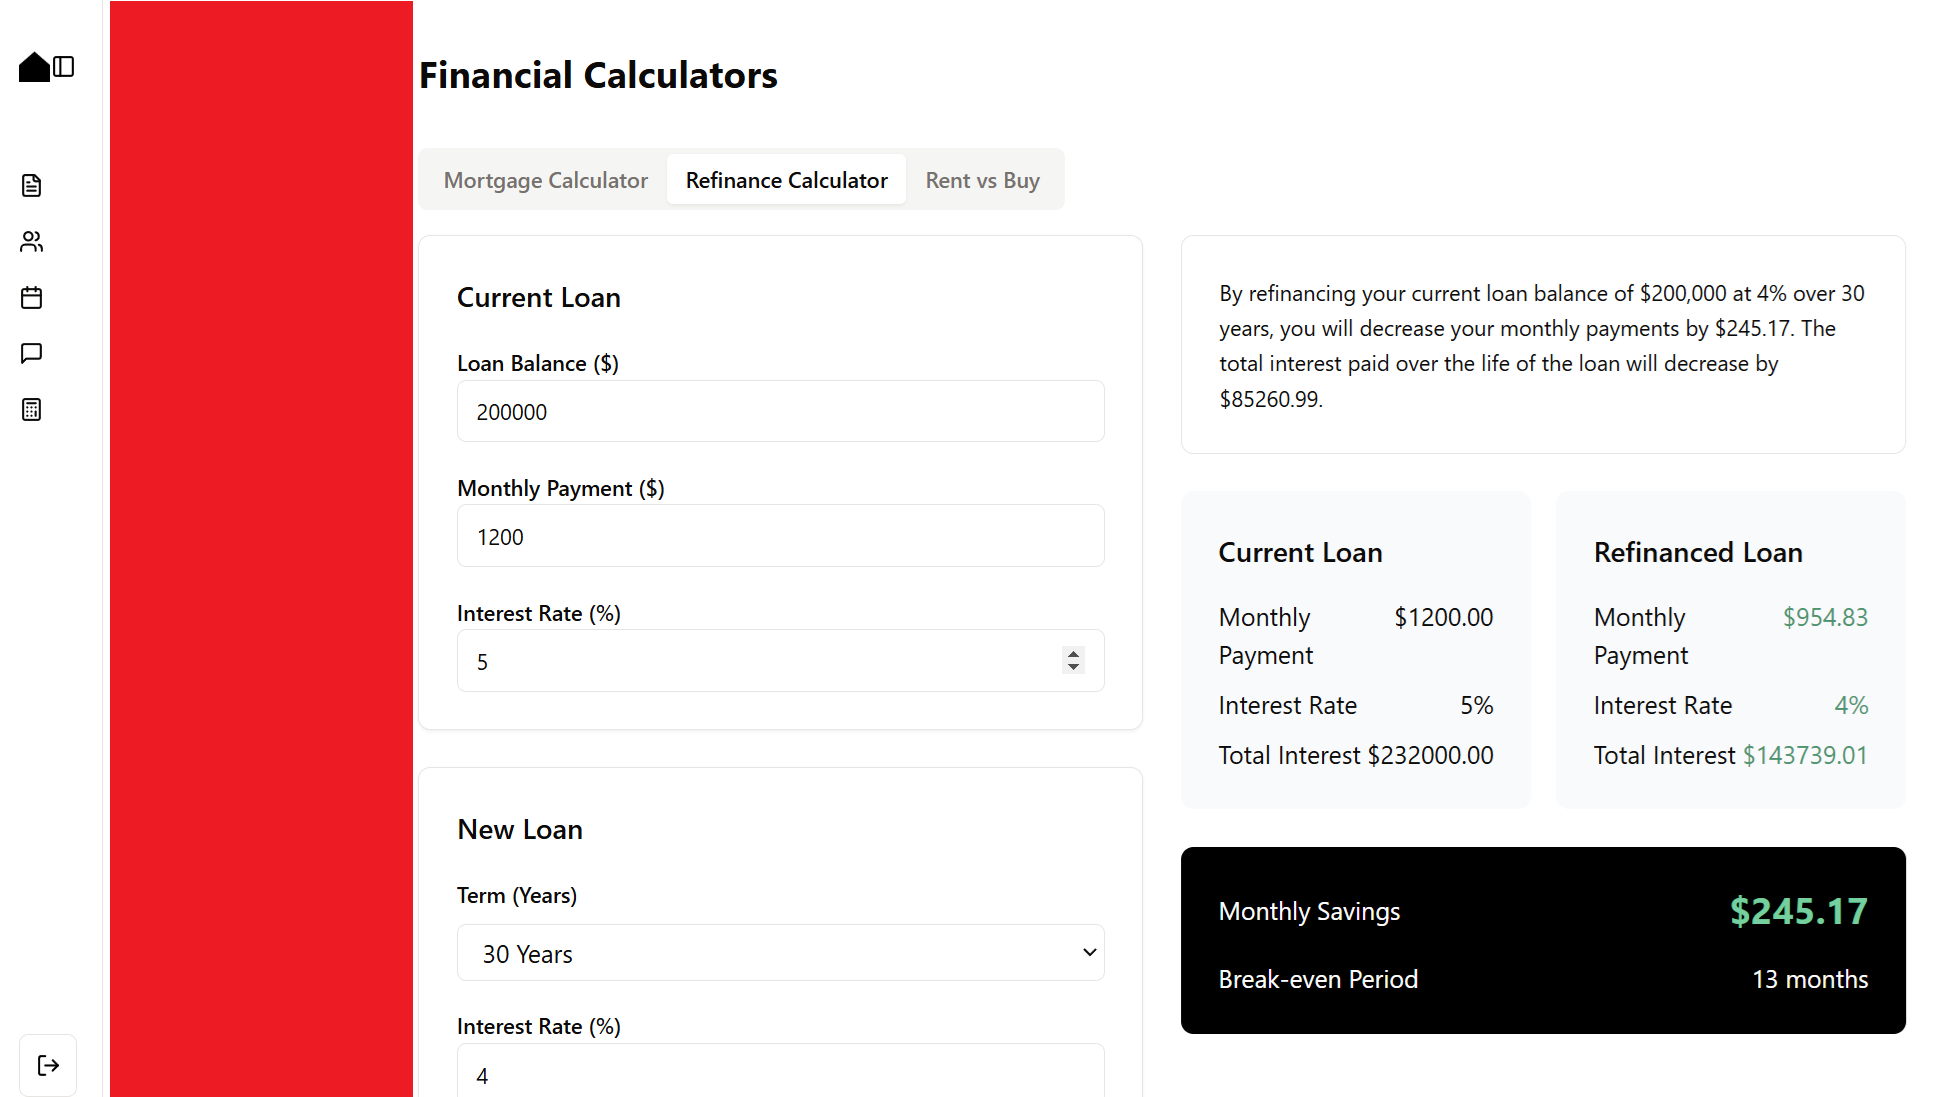 Financial Calculators
Mortgage Calculator
Refinance Calculator
Rent vs Buy
Current Loan
Loan Balance ($)
200000
Monthly Payment ($)
1200
Interest Rate (%)
5
New Loan
Term (Years)
30 Years
Interest Rate (%)
4
By refinancing your current loan balance of $200,000 at 4% over 30
years, you will decrease your monthly payments by $245.17. The
total interest paid over the life of the loan will decrease by
$85260.99.
Current Loan
Monthly Payment $1200.00
Interest Rate 5%
Total Interest $232000.00
Refinanced Loan
Monthly Payment $954.83
Interest Rate 4%
Total Interest $143739.01
Monthly Savings $245.17
Break-even Period 13 months